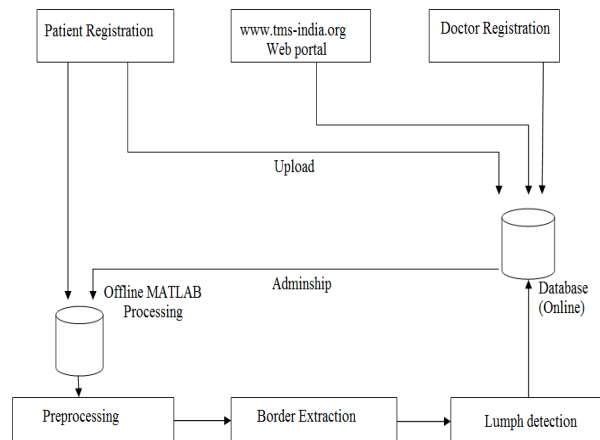 Patient Registration
www.tms-india.org
Web portal
Doctor Registration
Upload
Adminship
Offline MATLAB
Processing
Database
(Online)
Preprocessing
Border Extraction
Lumph detection